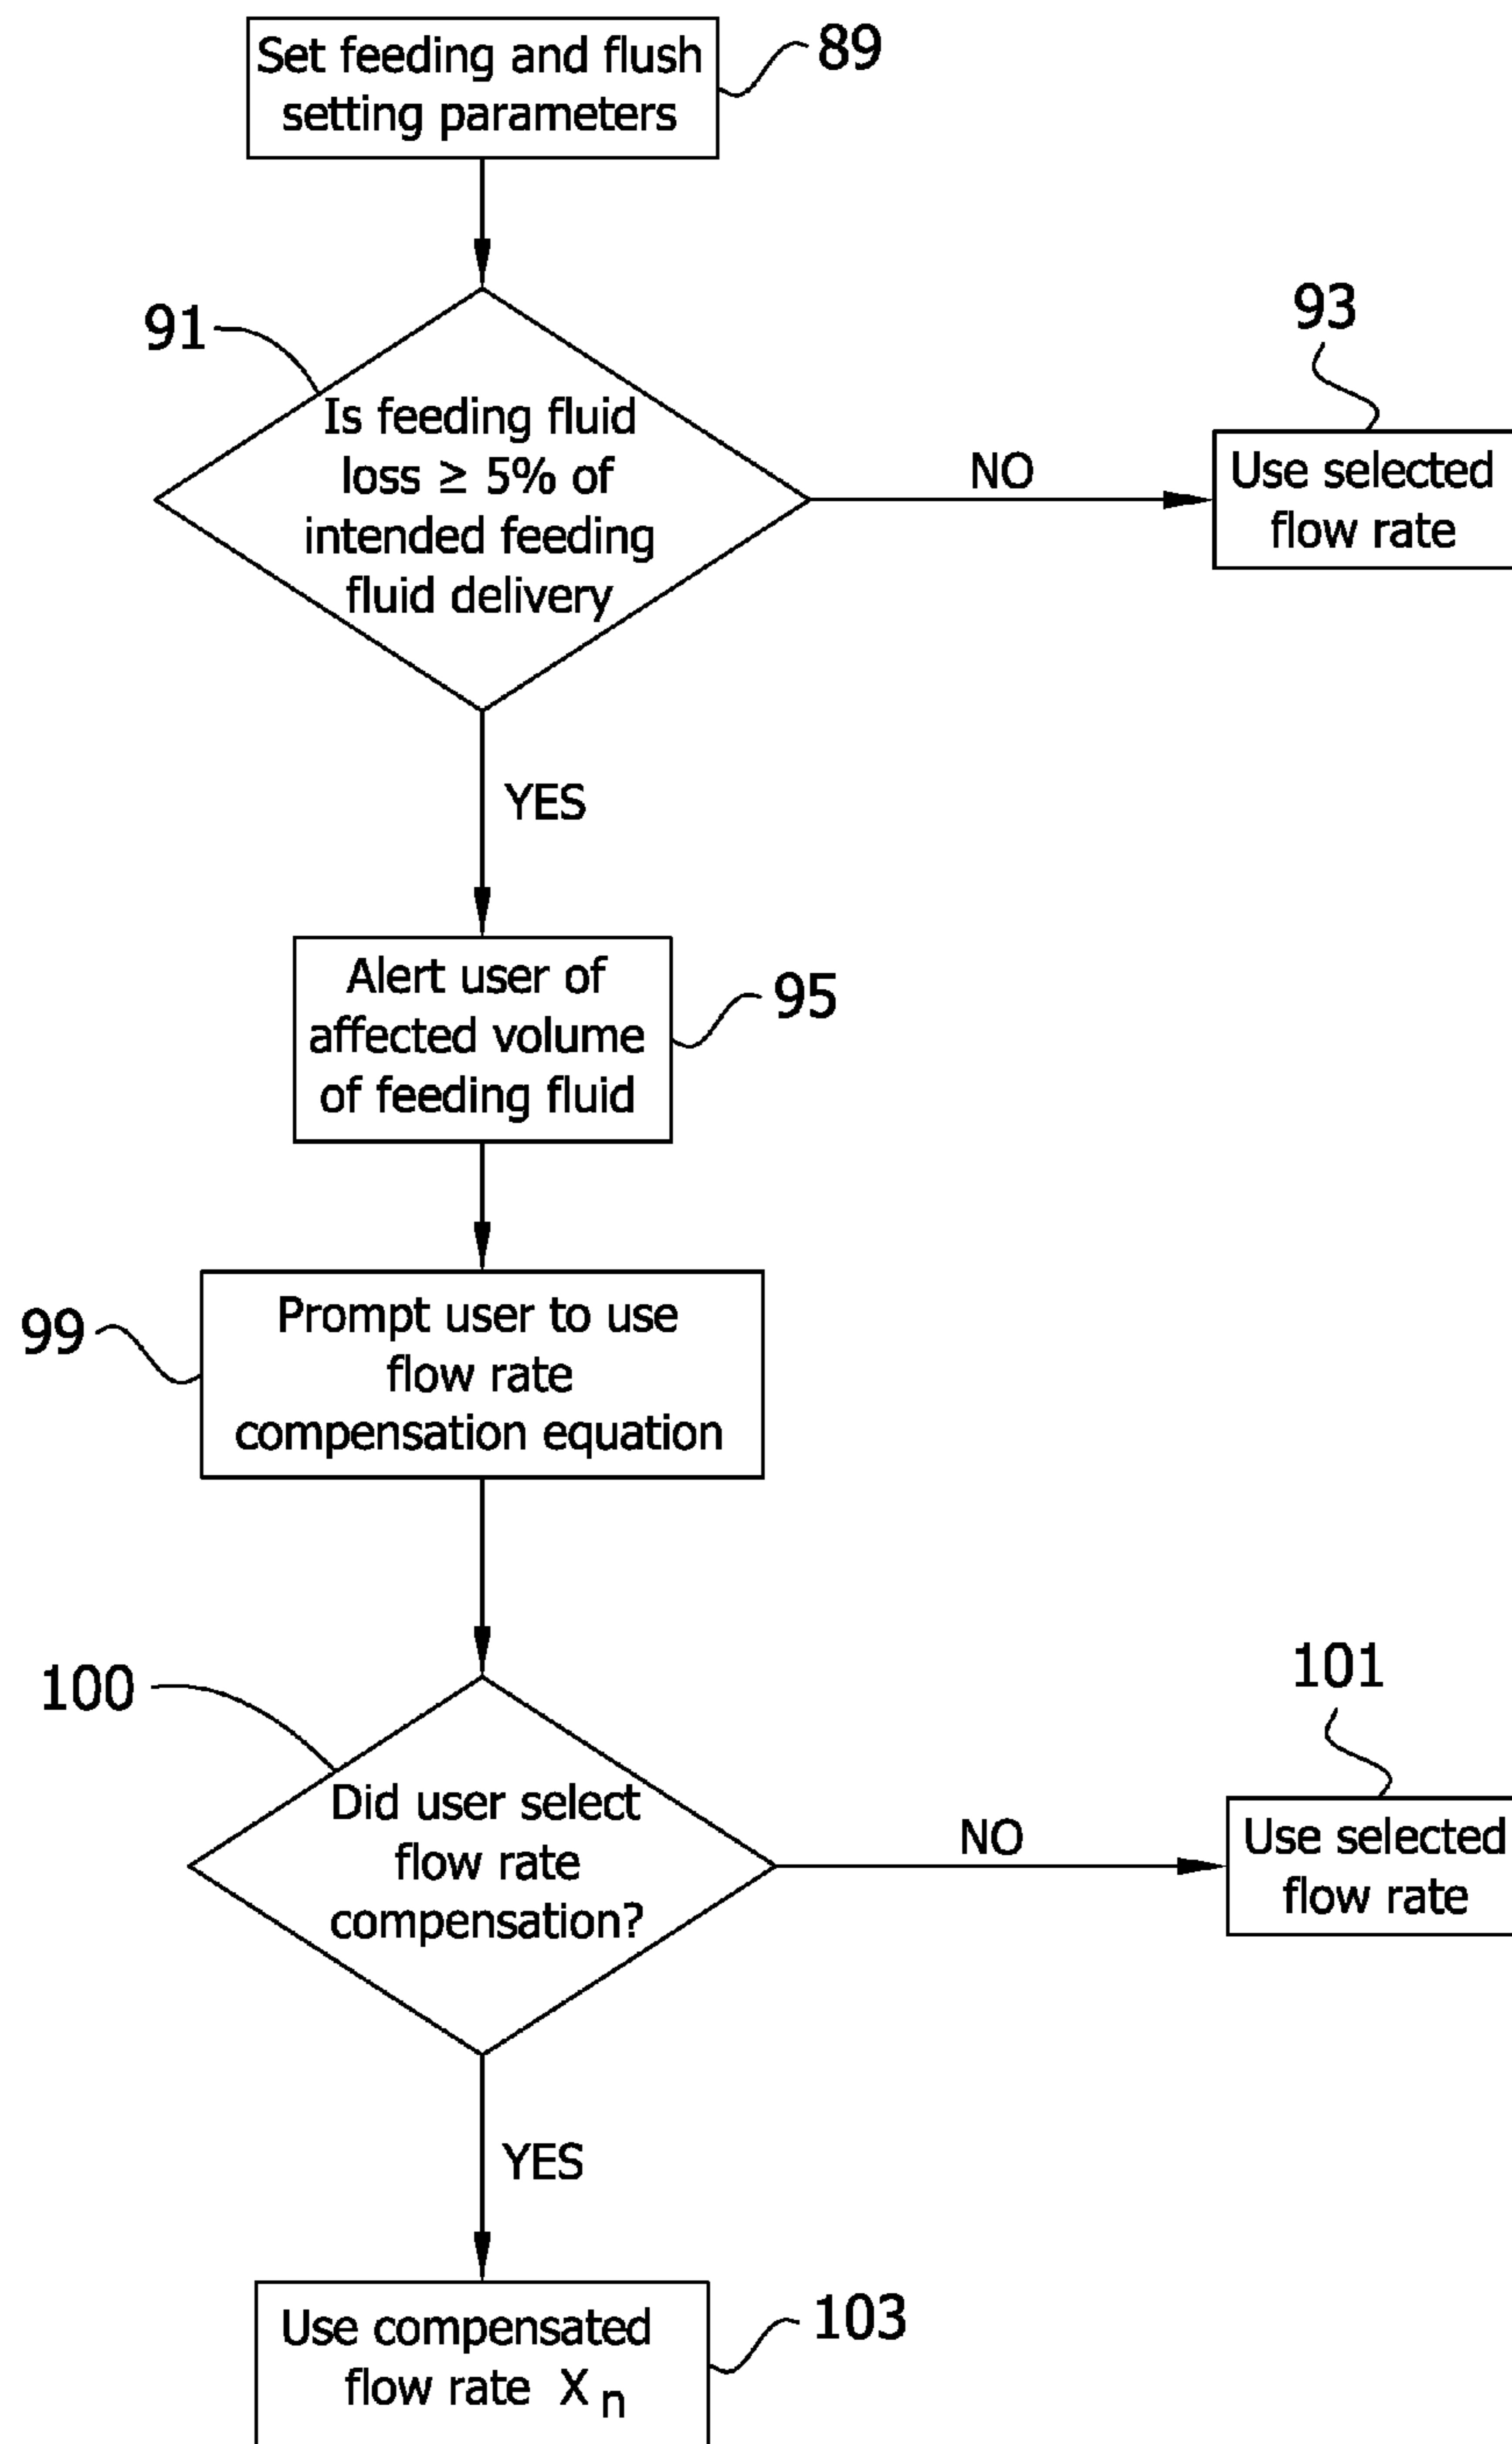 Set feeding and flush
setting parameters
89
91
Is feeding fluid
loss ≥ 5% of
intended feeding
fluid delivery
NO
93
Use selected
flow rate
YES
Alert user of
affected volume
of feeding fluid
95
99
Prompt user to use
flow rate
compensation equation
100
Did user select
flow rate
compensation?
NO
101
Use selected
flow rate
YES
Use compensated
flow rate Xn
103